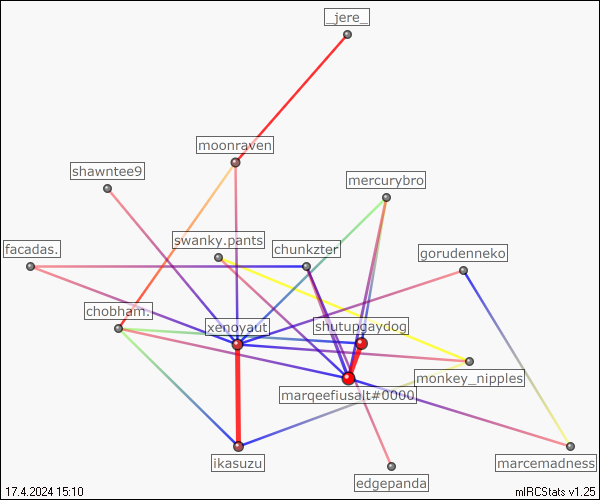 _jere_
moonraven
shawntee9
mercurybro
swanky.pants
facadas.
chunkzter
gorudenneko
chobham.
xenoyaut
shutupgaydog
monkey_nipples
marqeefiusalt#0000
ikasuzu
marcemadness
edgepanda
17.4.2024 15:10
mIRCStats v1.25